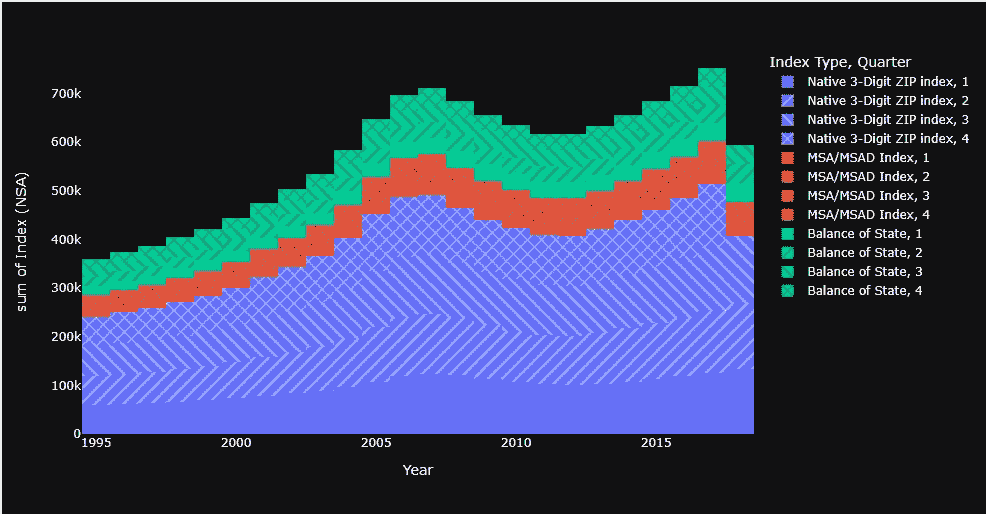 Index Type, Quarter
Native 3-Digit ZIP index, 1
Native 3-Digit ZIP index, 2
Native 3-Digit ZIP index, 3
Native 3-Digit ZIP index, 4
MSA/MSAD Index, 1
MSA/MSAD Index, 2
MSA/MSAD Index, 3
MSA/MSAD Index, 4
Balance of State, 1
Balance of State, 2
Balance of State, 3
Balance of State, 4
700k
600k
500k
400k
300k
200k
100k
0
sum of Index (NSA)
1995
2000
2005
2010
2015
Year